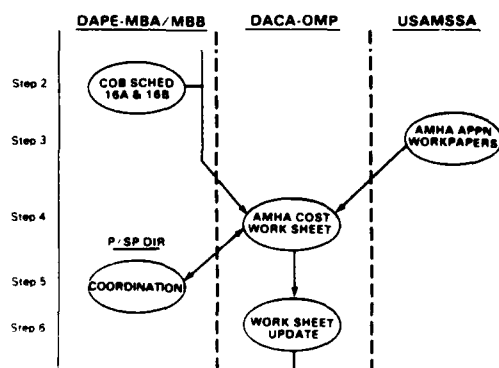 DAPE-MBA/MBB DACA-OMP USAMSSA
Step 2
COB SCHED
16A & 16B
Step 3
AMHA APPN
WORKPAPERS
Step 4
AMHA COST
WORK SHEET
P/SP DIR
Step 5
COORDINATION
Step 6
WORK SHEET
UPDATE